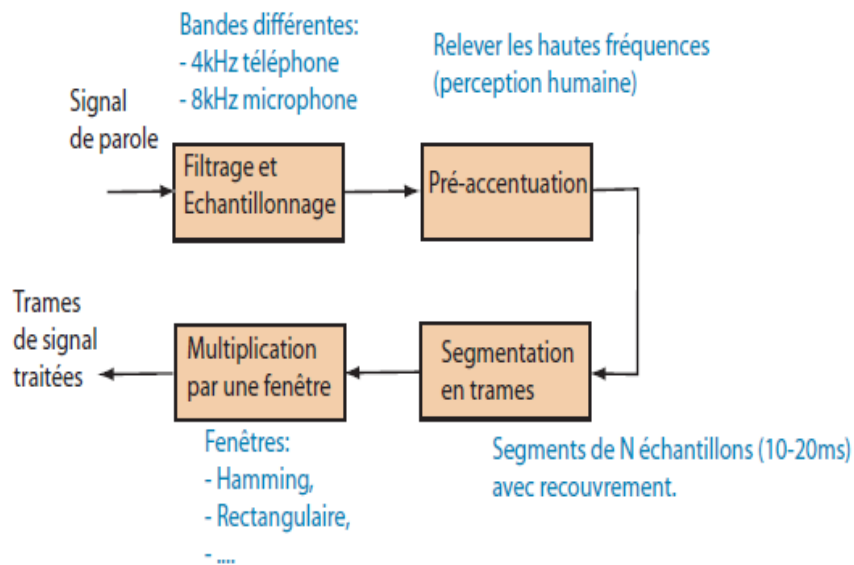 Bandes différentes:
- 4kHz téléphone
- 8kHz microphone
Relever les hautes fréquences
(perception humaine)
Signal
de parole
Filtrage et
Echantillonnage
Pré-accentuation
Trames
de signal
traitées
Multiplication
par une fenêtre
Segmentation
en trames
Fenêtres:
- Hamming,
- Rectangulaire,
- ....
Segments de N échantillons (10-20ms)
avec recouvrement.